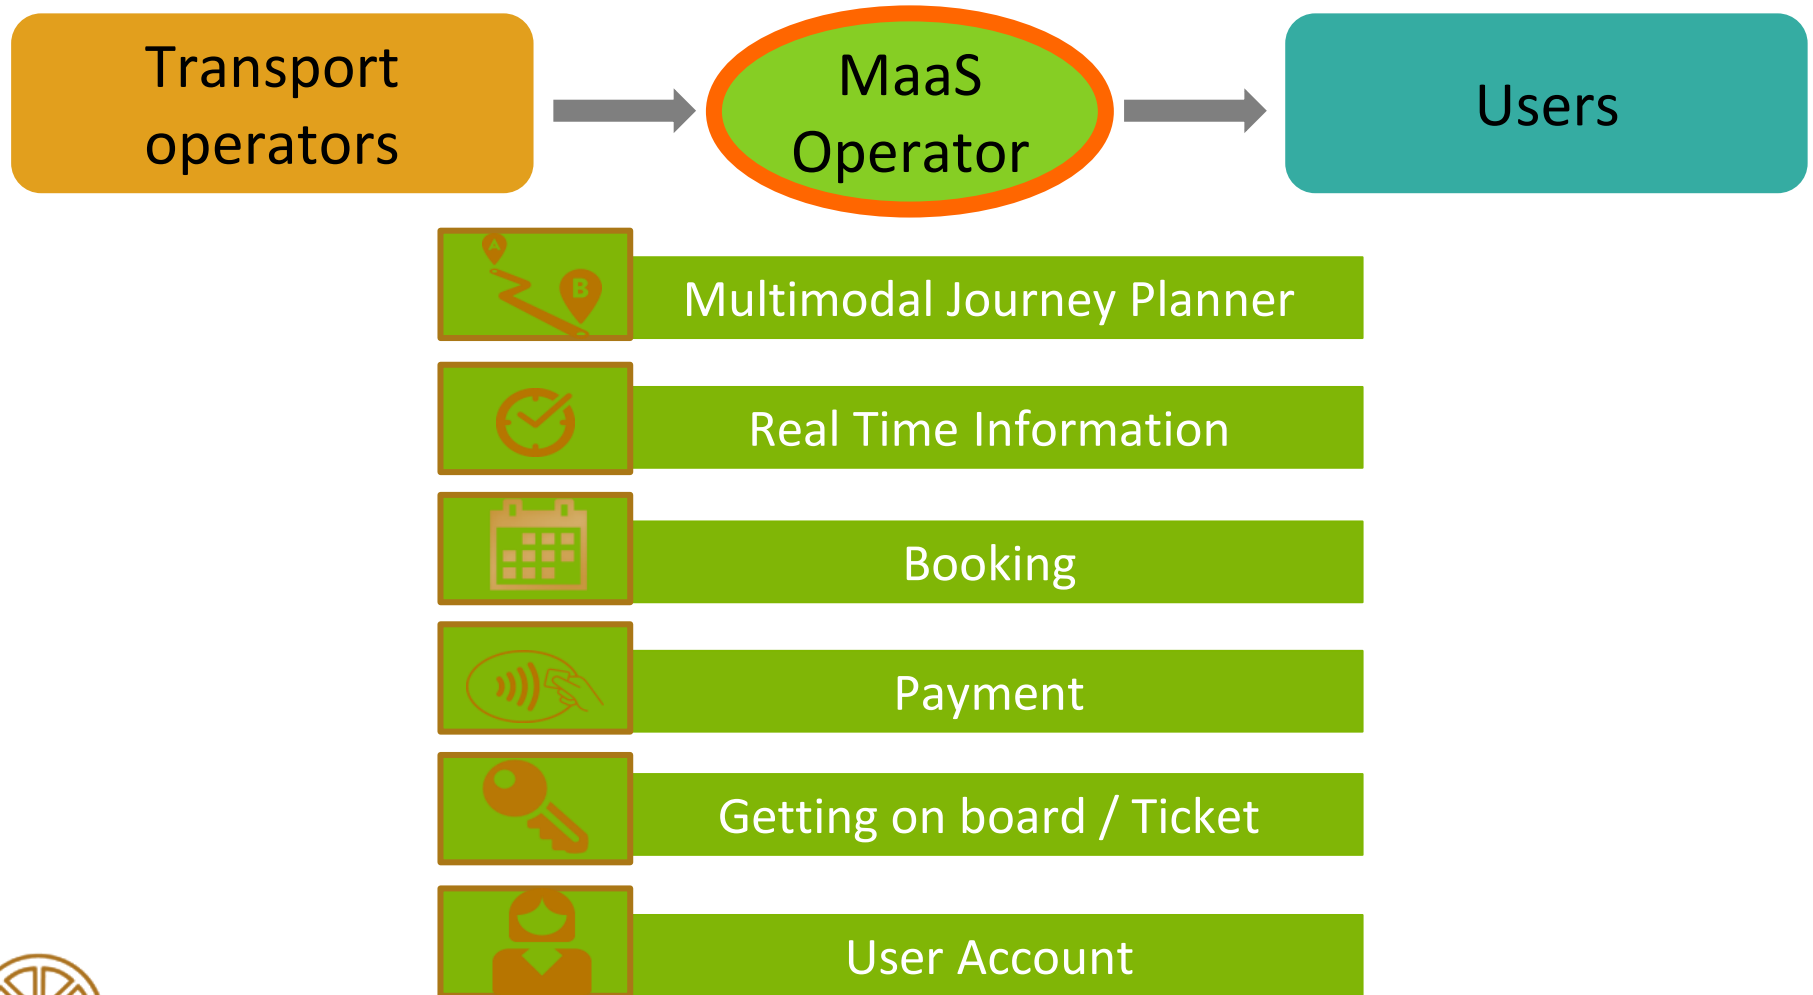 Transport
operators
MaaS
Operator
Users
A
B
Multimodal Journey Planner
Real Time Information
Booking
Payment
Getting on board / Ticket
User Account